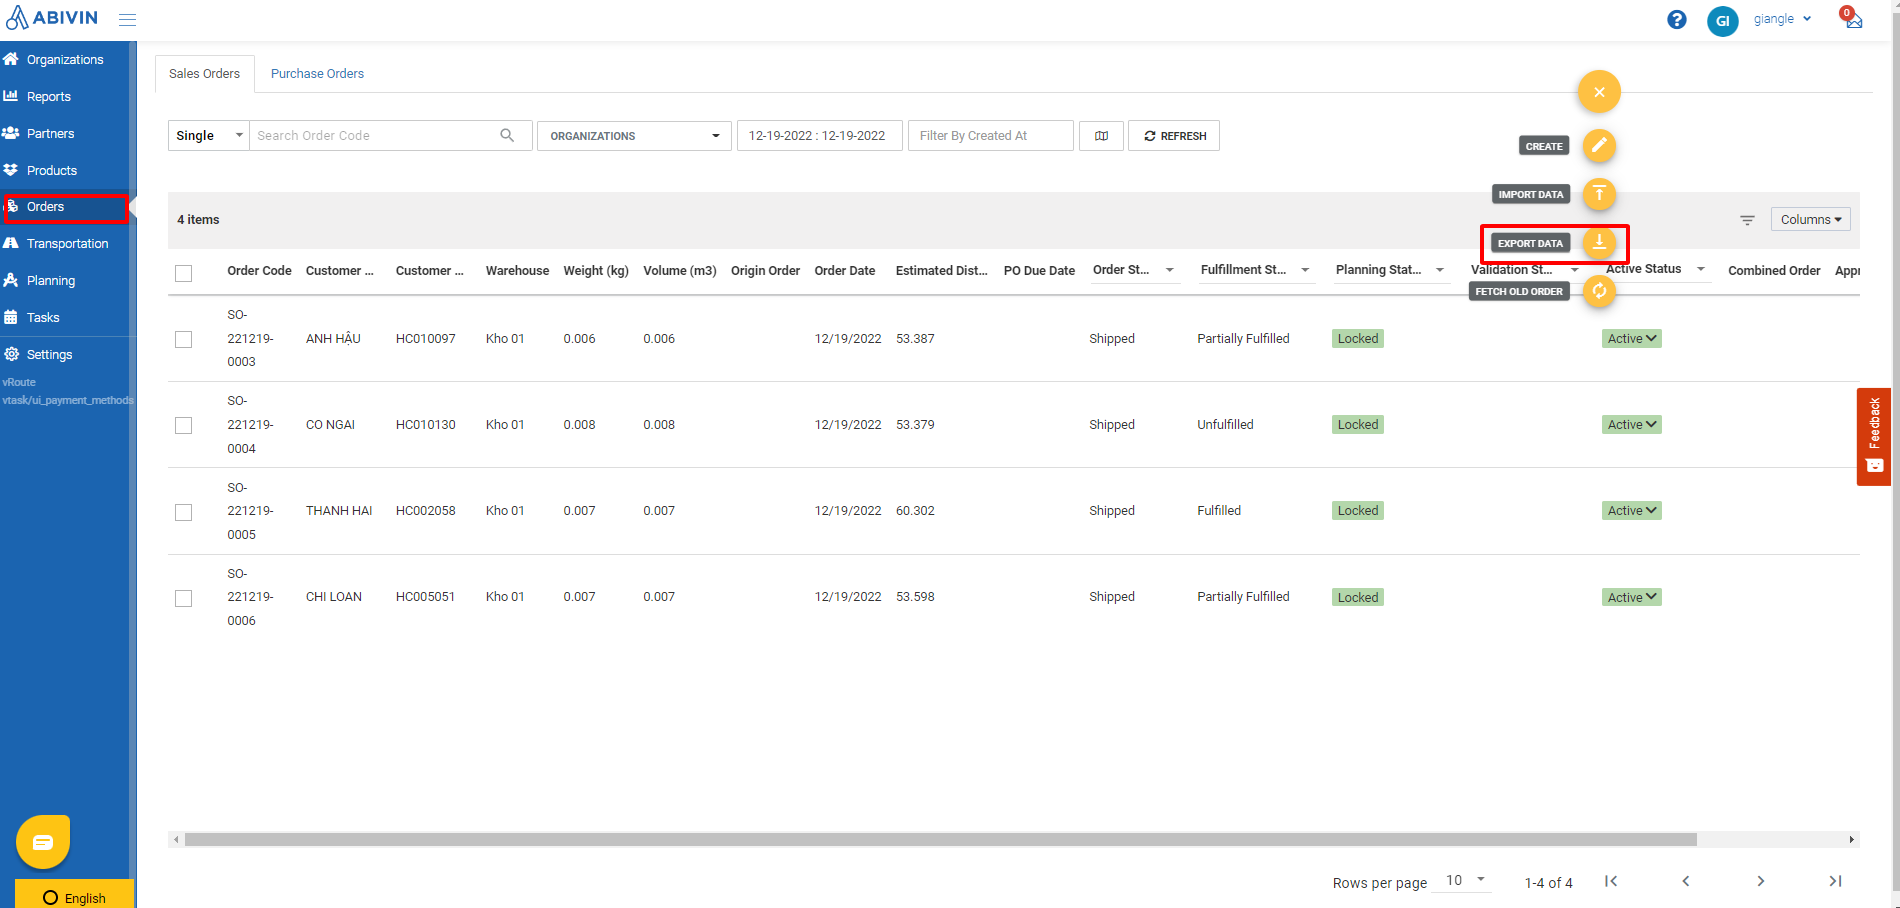 ABIVIN
GI
giangle
0
Organizations
Reports
Partners
Products
Orders
Transportation
Planning
Tasks
Settings
vRoute
vtask/ui_payment_methods
English
Sales Orders
Purchase Orders
Single
Search Order Code
ORGANIZATIONS
12-19-2022 : 12-19-2022
Filter By Created At
REFRESH
CREATE
IMPORT DATA
EXPORT DATA
FETCH OLD ORDER
4 items
Columns
Order Code Customer ... Customer ... Warehouse Weight (kg) Volume (m3) Origin Order Order Date Estimated Dist... PO Due Date Order St... Fulfillment St... Planning Stat... Validation St... Active Status Combined Order Appr
SO-221219-0003 ANH HẬU HC010097 Kho 01 0.006 0.006 12/19/2022 53.387 Shipped Partially Fulfilled Locked Active
SO-221219-0004 CO NGAI HC010130 Kho 01 0.008 0.008 12/19/2022 53.379 Shipped Unfulfilled Locked Active
SO-221219-0005 THANH HAI HC002058 Kho 01 0.007 0.007 12/19/2022 60.302 Shipped Fulfilled Locked Active
SO-221219-0006 CHI LOAN HC005051 Kho 01 0.007 0.007 12/19/2022 53.598 Shipped Partially Fulfilled Locked Active
Feedback
Rows per page 10 1-4 of 4